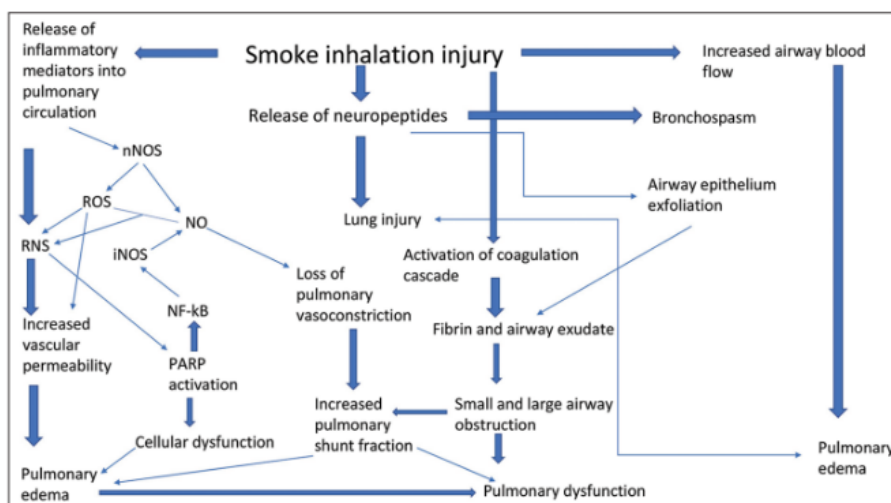 Release of
inflammatory
mediators into
pulmonary
circulation
Smoke inhalation injury
Increased airway blood
flow
Release of neuropeptides
Bronchospasm
nNOS
ROS
NO
Airway epithelium
exfoliation
Lung injury
RNS
iNOS
Activation of coagulation
cascade
Loss of
pulmonary
vasoconstriction
NF-kB
Increased
vascular
permeability
Fibrin and airway exudate
PARP
activation
Increased
pulmonary
shunt fraction
Small and large airway
obstruction
Cellular dysfunction
Pulmonary
edema
Pulmonary
edema
Pulmonary dysfunction